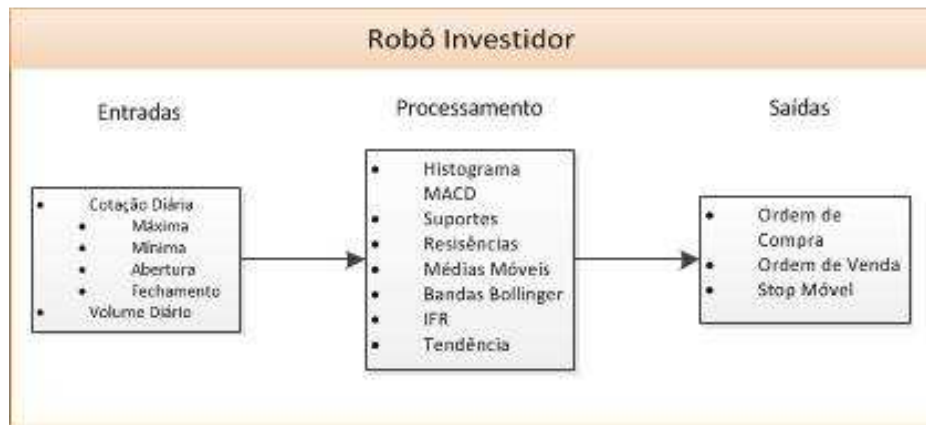 Robô Investidor
Entradas
Cotação Diária
Máxima
Mínima
Abertura
Fechamento
Volume Diário
Processamento
Histograma
MACD
Suportes
Resisências
Médias Móveis
Bandas Bollinger
IFR
Tendência
Saídas
Ordem de
Compra
Ordem de Venda
Stop Móvel